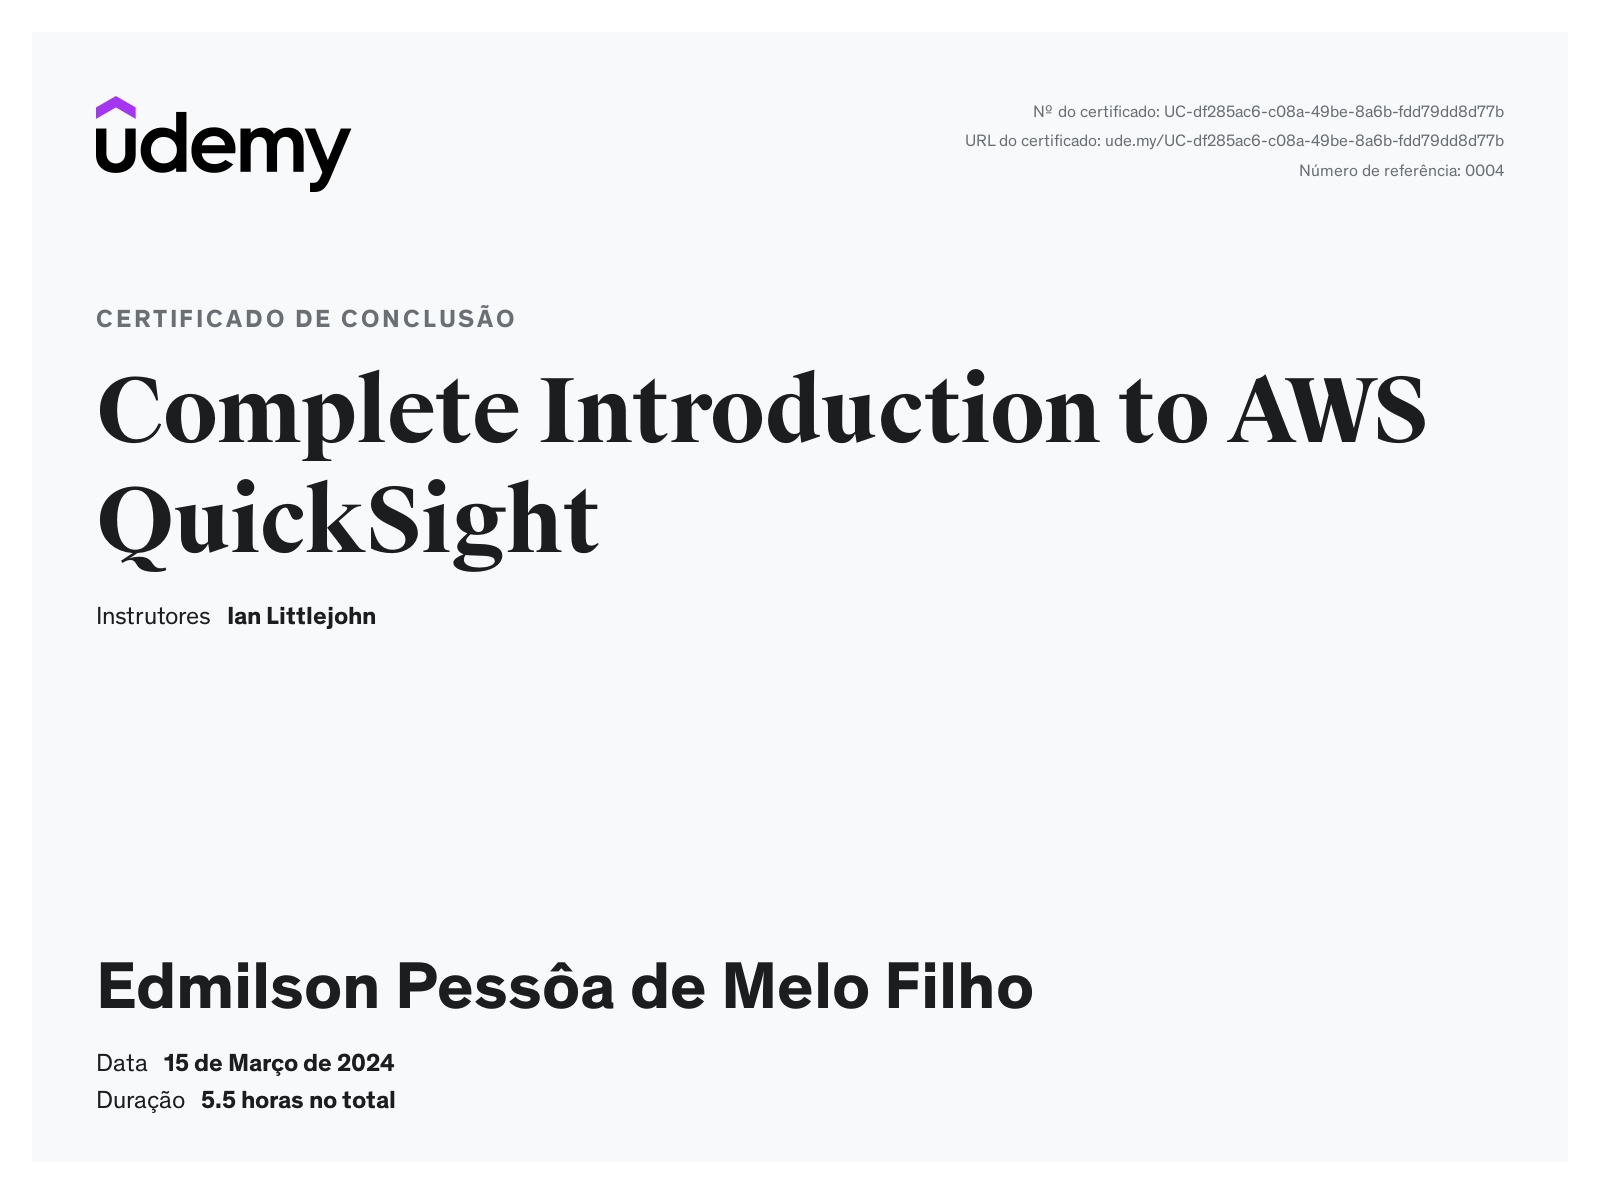 udemy
Nº do certificado: UC-df285ac6-c08a-49be-8a6b-fdd79dd8d77b
URL do certificado: ude.my/UC-df285ac6-c08a-49be-8a6b-fdd79dd8d77b
Número de referência: 0004
CERTIFICADO DE CONCLUSÃO
Complete Introduction to AWS
QuickSight
Instrutores Ian Littlejohn
Edmilson Pessôa de Melo Filho
Data 15 de Março de 2024
Duração 5.5 horas no total